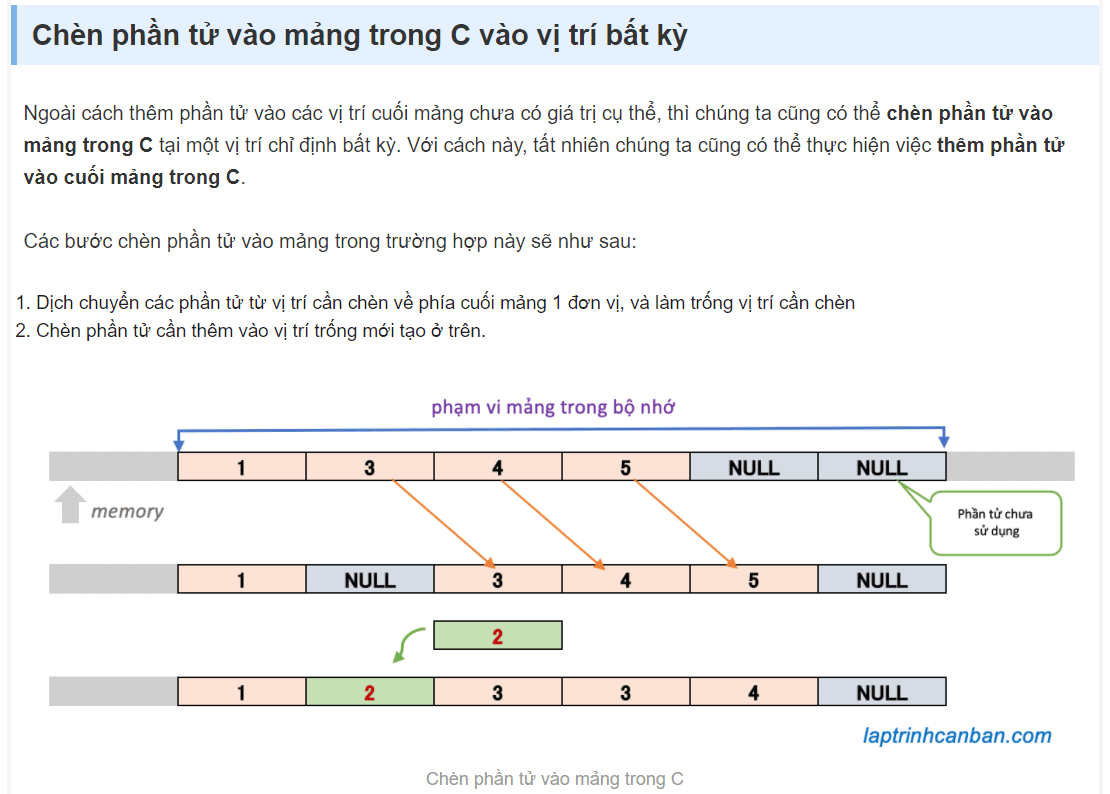 Chèn phần tử vào mảng trong C vào vị trí bất kỳ
Ngoài cách thêm phần tử vào các vị trí cuối mảng chưa có giá trị cụ thể, thì chúng ta cũng có thể chèn phần tử vào
mảng trong C tại một vị trí chỉ định bất kỳ. Với cách này, tất nhiên chúng ta cũng có thể thực hiện việc thêm phần tử
vào cuối mảng trong C.
Các bước chèn phần tử vào mảng trong trường hợp này sẽ như sau:
1. Dịch chuyển các phần tử từ vị trí cần chèn về phía cuối mảng 1 đơn vị, và làm trống vị trí cần chèn
2. Chèn phần tử cần thêm vào vị trí trống mới tạo ở trên.
phạm vi mảng trong bộ nhớ
1 3 4 5 NULL NULL
memory
Phần tử chưa
sử dụng
1 NULL 3 4 5 NULL
2
1 2 3 3 4 NULL
laptrinhcanban.com
Chèn phần tử vào mảng trong C